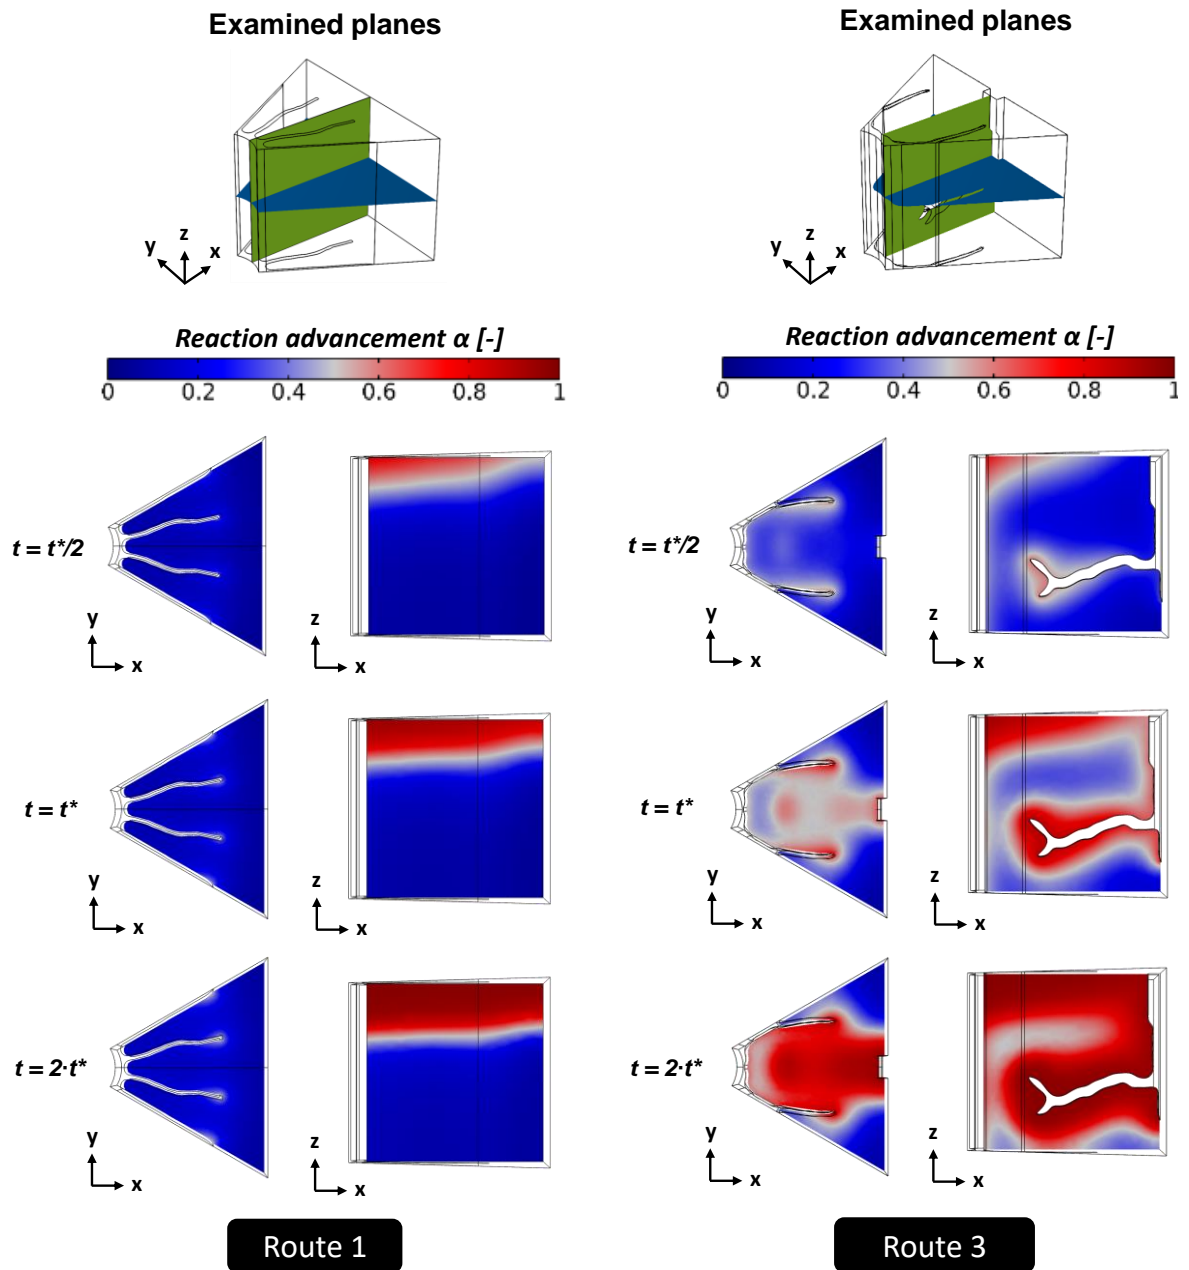 Examined planes
y z x
Reaction advancement α [-]
0 0.2 0.4 0.6 0.8 1
t = t*/2
y x
z x
t = t*
y x
z x
t = 2·t*
y x
z x
Route 1
Examined planes
y z x
Reaction advancement α [-]
0 0.2 0.4 0.6 0.8 1
t = t*/2
y x
z x
t = t*
y x
z x
t = 2·t*
y x
z x
Route 3